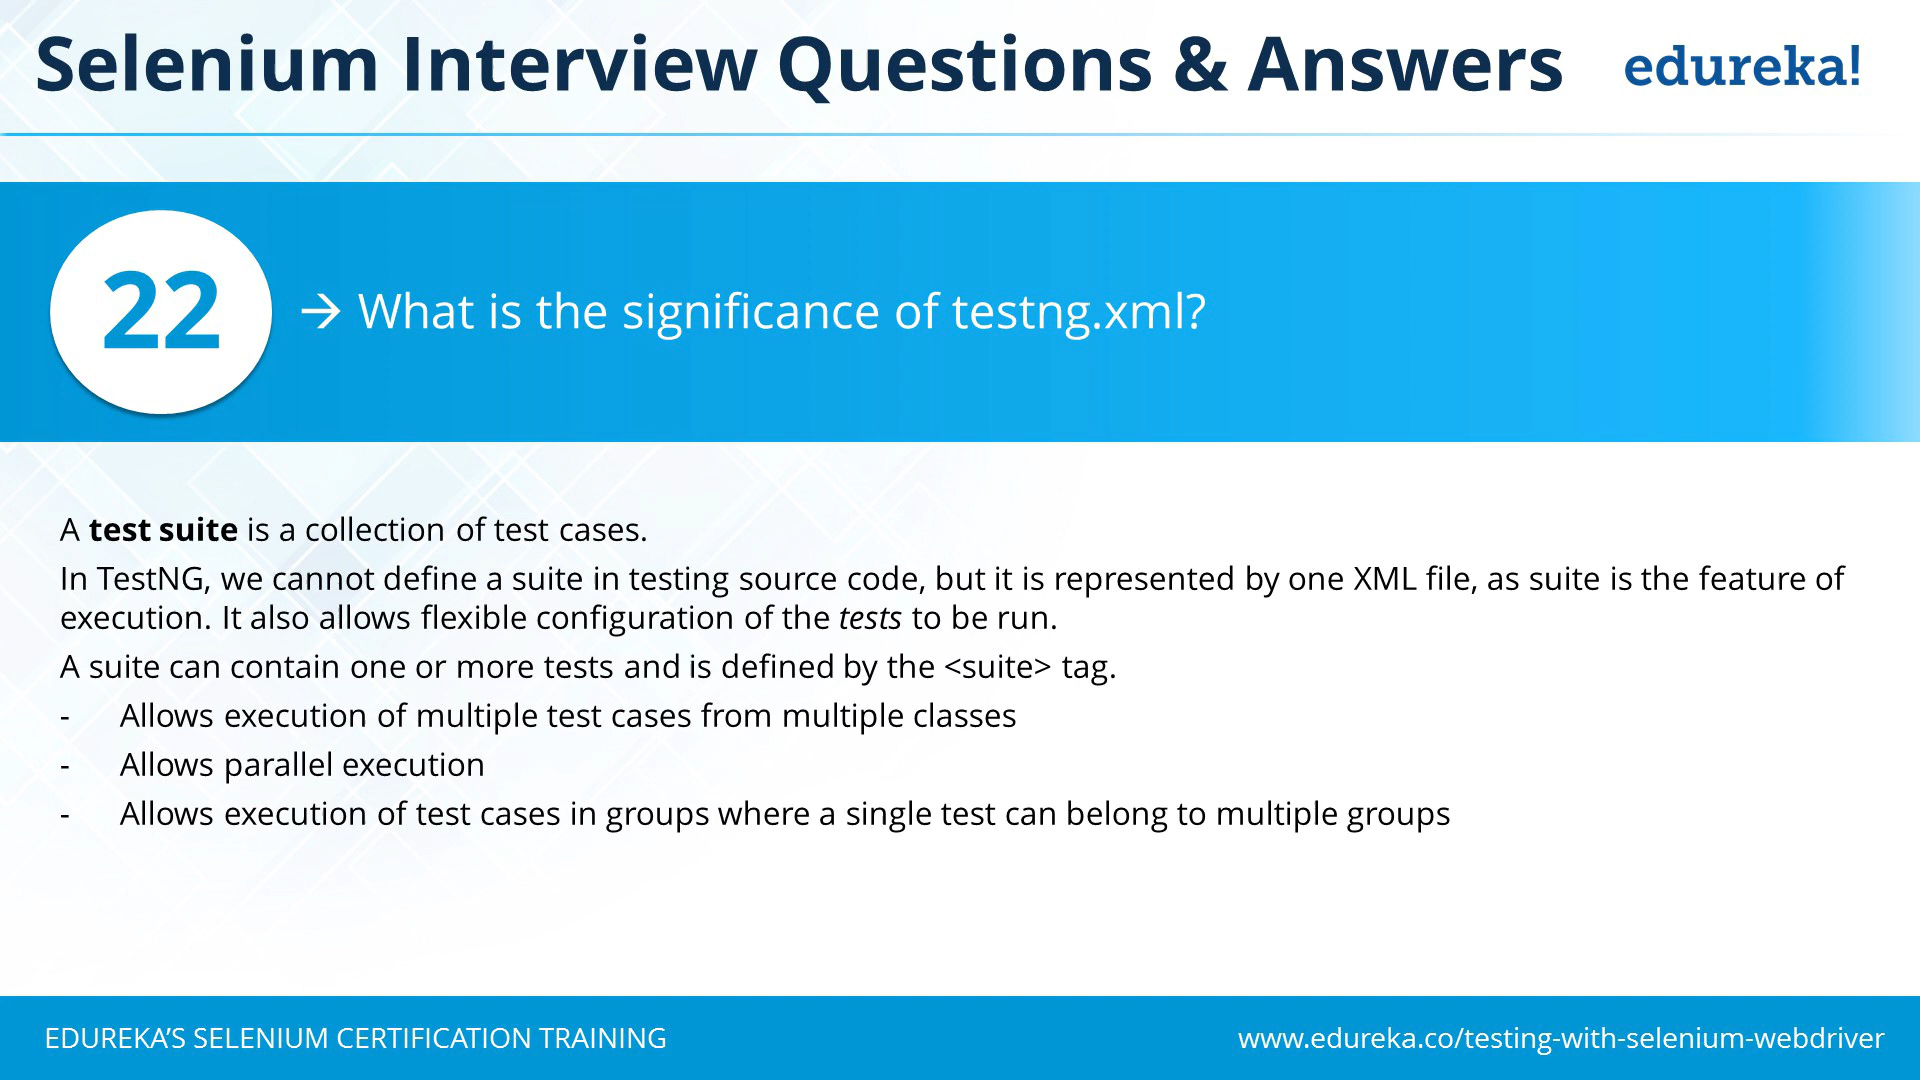 Selenium Interview Questions & Answers
edureka!
22
→ What is the significance of testng.xml?
A test suite is a collection of test cases.
In TestNG, we cannot define a suite in testing source code, but it is represented by one XML file, as suite is the feature of
execution. It also allows flexible configuration of the tests to be run.
A suite can contain one or more tests and is defined by the <suite> tag.
- Allows execution of multiple test cases from multiple classes
- Allows parallel execution
- Allows execution of test cases in groups where a single test can belong to multiple groups
EDUREKA’S SELENIUM CERTIFICATION TRAINING
www.edureka.co/testing-with-selenium-webdriver